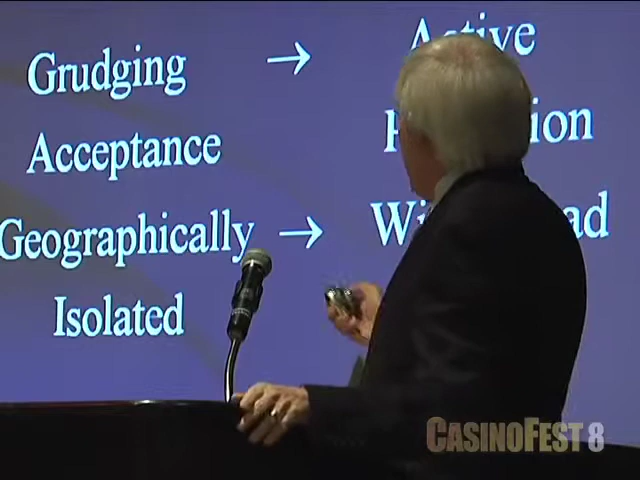 Grudging → Active
Acceptance
Geographically →
Isolated
CASINOFEST 8